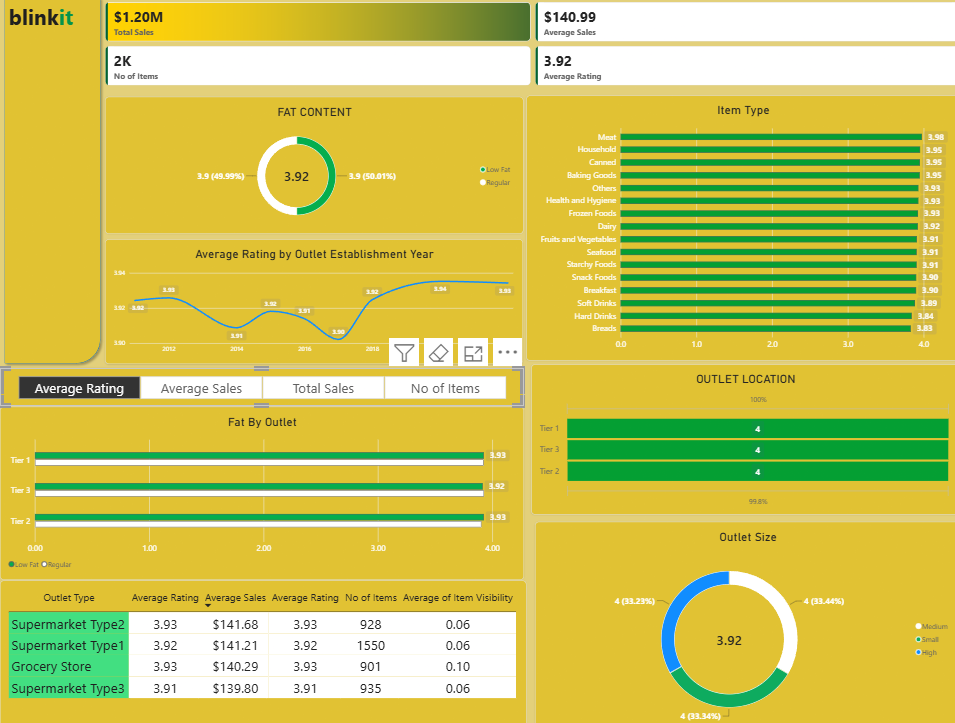 blinkit
$1.20M
Total Sales
$140.99
Average Sales
2K
No of Items
3.92
Average Rating
FAT CONTENT
3.9 (49.99%)
3.92
3.9 (50.01%)
Low Fat
Regular
Item Type
Meat 3.98
Household 3.95
Canned 3.95
Baking Goods 3.95
Others 3.93
Health and Hygiene 3.93
Frozen Foods 3.93
Dairy 3.92
Fruits and Vegetables 3.91
Seafood 3.91
Starchy Foods 3.91
Snack Foods 3.90
Breakfast 3.90
Soft Drinks 3.89
Hard Drinks 3.84
Breads 3.83
0.0 1.0 2.0 3.0 4.0
Average Rating by Outlet Establishment Year
3.94
3.92
3.90
3.92
3.93
3.91
3.92
3.91
3.90
3.92
3.94
3.93
2012 2014 2016 2018
Average Rating Average Sales Total Sales No of Items
OUTLET LOCATION
100%
Tier 1 4
Tier 3 4
Tier 2 4
99.8%
Fat By Outlet
Tier 1 3.93
Tier 3 3.92
Tier 2 3.93
0.00 1.00 2.00 3.00 4.00
Low Fat Regular
Outlet Size
4 (33.23%)
4 (33.44%)
3.92
4 (33.34%)
Medium
Small
High
Outlet Type Average Rating Average Sales Average Rating No of Items Average of Item Visibility
Supermarket Type2 3.93 $141.68 3.93 928 0.06
Supermarket Type1 3.92 $141.21 3.92 1550 0.06
Grocery Store 3.93 $140.29 3.93 901 0.10
Supermarket Type3 3.91 $139.80 3.91 935 0.06